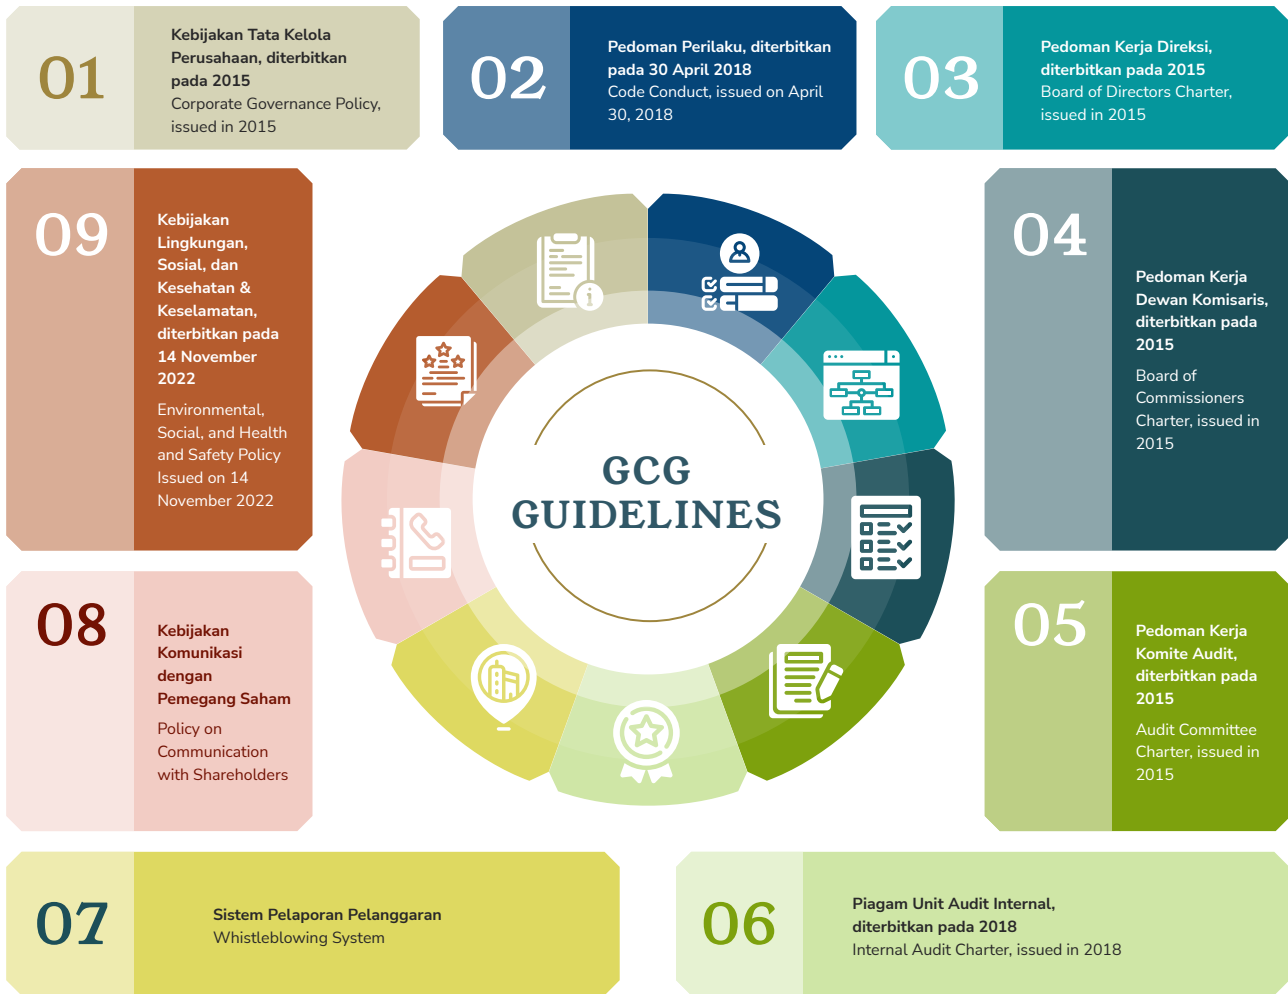 01
Kebijakan Tata Kelola
Perusahaan, diterbitkan
pada 2015
Corporate Governance Policy,
issued in 2015
02
Pedoman Perilaku, diterbitkan
pada 30 April 2018
Code Conduct, issued on April
30, 2018
03
Pedoman Kerja Direksi,
diterbitkan pada 2015
Board of Directors Charter,
issued in 2015
09
Kebijakan
Lingkungan,
Sosial, dan
Kesehatan &
Keselamatan,
diterbitkan pada
14 November
2022
Environmental,
Social, and Health
and Safety Policy
Issued on 14
November 2022
GCG
GUIDELINES
04
Pedoman Kerja
Dewan Komisaris,
diterbitkan pada
2015
Board of
Commissioners
Charter, issued in
2015
08
Kebijakan
Komunikasi
dengan
Pemegang Saham
Policy on
Communication
with Shareholders
05
Pedoman Kerja
Komite Audit,
diterbitkan pada
2015
Audit Committee
Charter, issued in
2015
07
Sistem Pelaporan Pelanggaran
Whistleblowing System
06
Piagam Unit Audit Internal,
diterbitkan pada 2018
Internal Audit Charter, issued in 2018